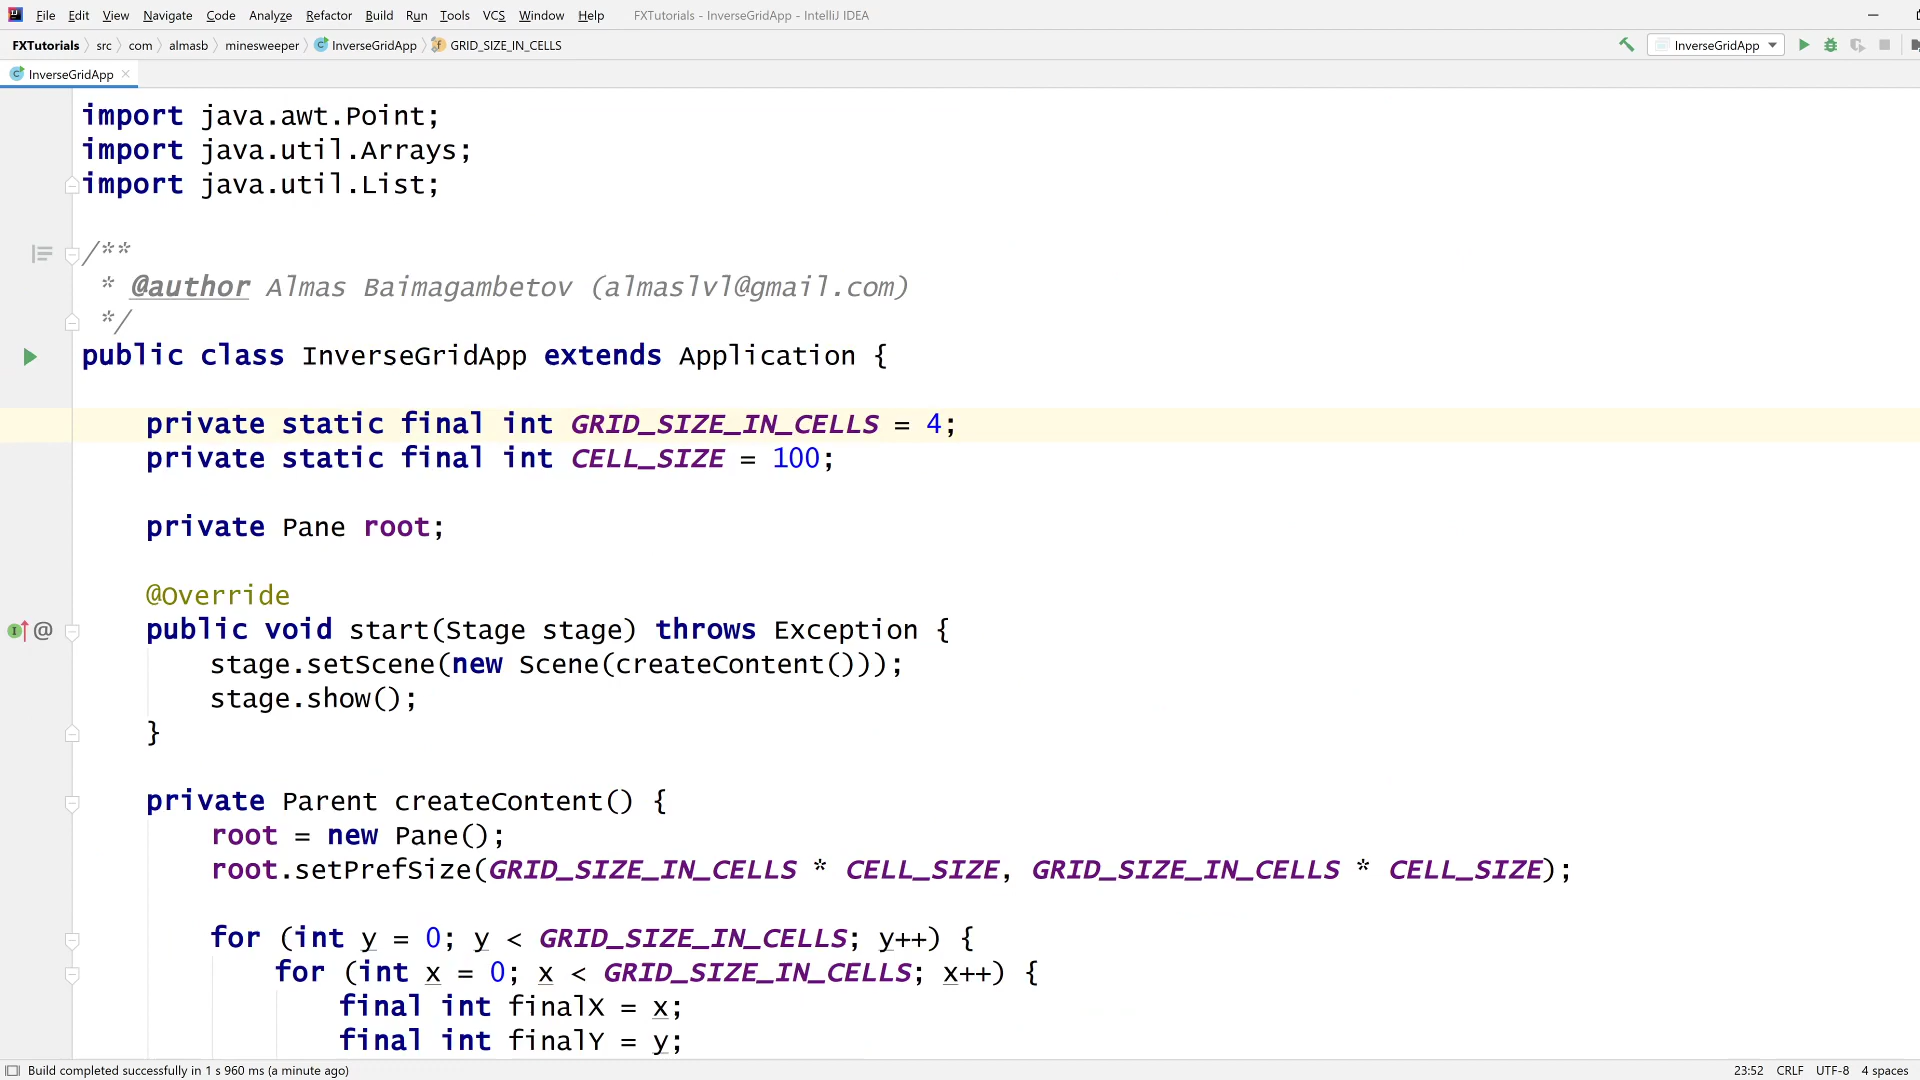 File Edit View Navigate Code Analyze Refactor Build Run Tools VCS Window Help FXTutorials - InverseGridApp - IntelliJ IDEA
FXTutorials src com almasb minesweeper InverseGridApp GRID_SIZE_IN_CELLS InverseGridApp
InverseGridApp
import java.awt.Point;
import java.util.Arrays;
import java.util.List;
/**
* @author Almas Baimagambetov (almaslvl@gmail.com)
*/
public class InverseGridApp extends Application {
private static final int GRID_SIZE_IN_CELLS = 4;
private static final int CELL_SIZE = 100;
private Pane root;
@Override
public void start(Stage stage) throws Exception {
stage.setScene(new Scene(createContent()));
stage.show();
}
private Parent createContent() {
root = new Pane();
root.setPrefSize(GRID_SIZE_IN_CELLS * CELL_SIZE, GRID_SIZE_IN_CELLS * CELL_SIZE);
for (int y = 0; y < GRID_SIZE_IN_CELLS; y++) {
for (int x = 0; x < GRID_SIZE_IN_CELLS; x++) {
final int finalX = x;
final int finalY = y;
Build completed successfully in 1 s 960 ms (a minute ago) 23:52 CRLF UTF-8 4 spaces